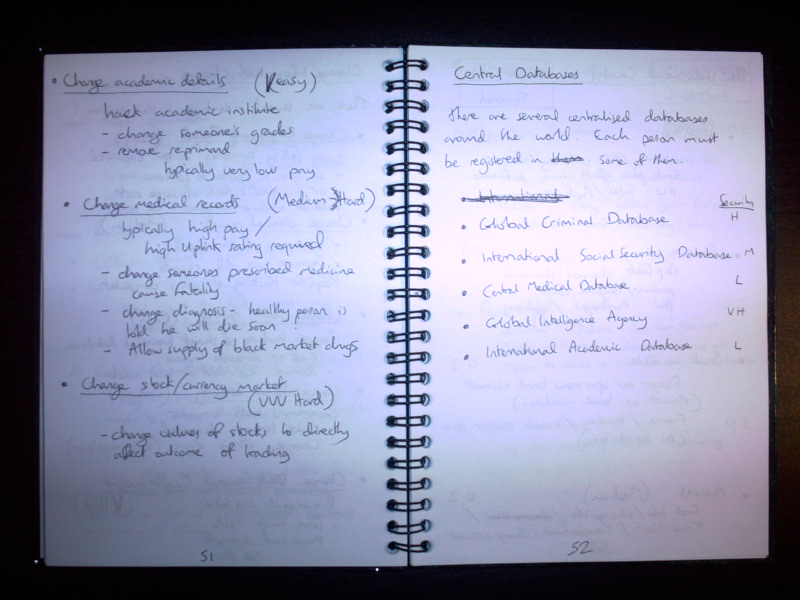 • Change academic details (easy)
hack academic institute
- change someone's grades
- remove reprimand
typically very low pay
• Change medical records (Medium → Hard)
typically high pay /
high Uplink rating required
- change someones prescribed medicine
cause fatality
- change diagnosis - healthy person is
told he will die soon.
- Allow supply of black market drugs
• Change stock/currency market
(VVV Hard)
- change values of stocks to directly
affect outcome of trading
51
Central Databases
there are several centralised databases
around the world. Each person must
be registered in some of them.
• International
Security
• Global Criminal Database H
• International Social Security Database M
• Central Medical Database. L
• Global Intelligence Agency VH
• International Academic Database L
52